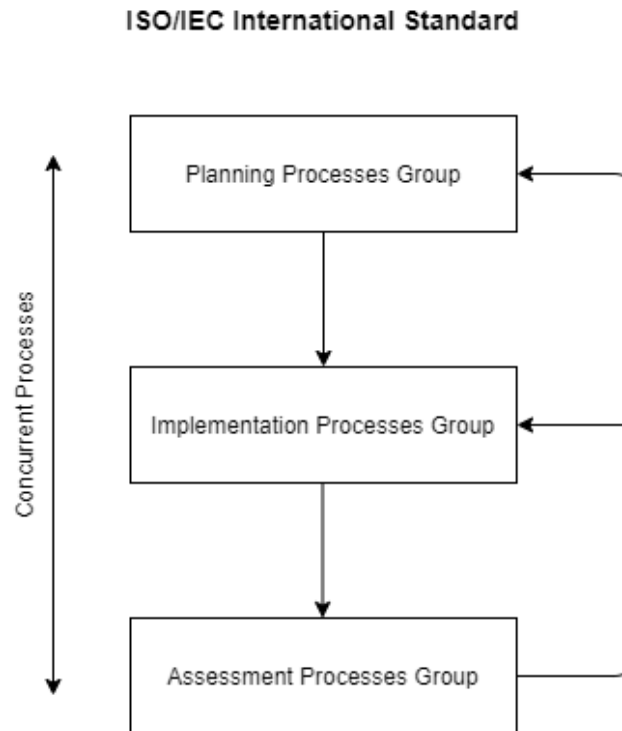 ISO/IEC International Standard
Planning Processes Group
Concurrent Processes
Implementation Processes Group
Assessment Processes Group